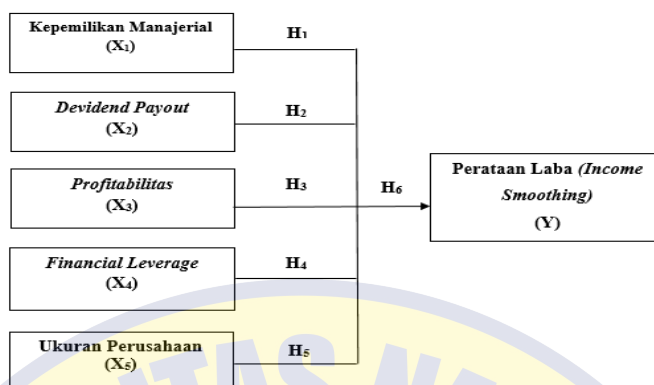 Kepemilikan Manajerial
(X1)
H1
Devidend Payout
(X2)
H2
Profitabilitas
(X3)
H3
H6
Perataan Laba (Income
Smoothing)
(Y)
Financial Leverage
(X4)
H4
Ukuran Perusahaan
(X5)
H5